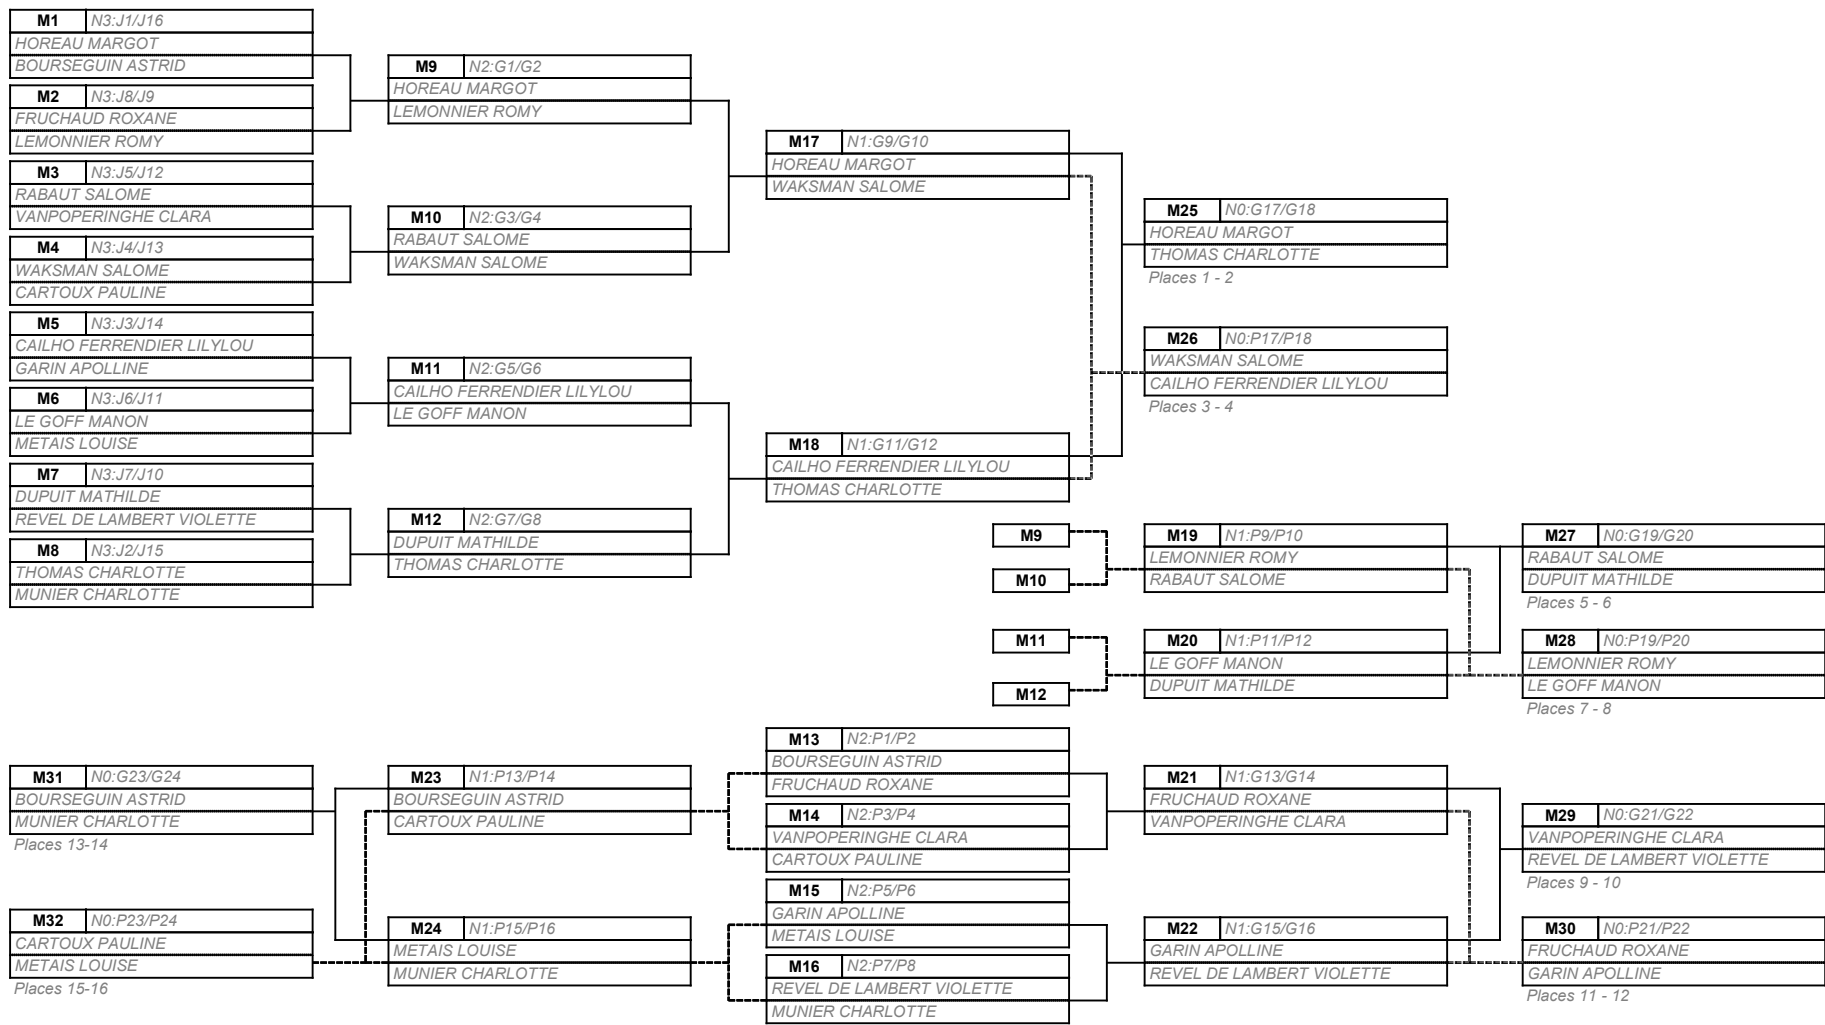 M1 N3:J1/J16
HOREAU MARGOT
BOURSEGUIN ASTRID
M2 N3:J8/J9
FRUCHAUD ROXANE
LEMONNIER ROMY
M3 N3:J5/J12
RABAUT SALOME
VANPOPERINGHE CLARA
M4 N3:J4/J13
WAKSMAN SALOME
CARTOUX PAULINE
M5 N3:J3/J14
CAILHO FERRENDIER LILYLOU
GARIN APOLLINE
M6 N3:J6/J11
LE GOFF MANON
METAIS LOUISE
M7 N3:J7/J10
DUPUIT MATHILDE
REVEL DE LAMBERT VIOLETTE
M8 N3:J2/J15
THOMAS CHARLOTTE
MUNIER CHARLOTTE
M9 N2:G1/G2
HOREAU MARGOT
LEMONNIER ROMY
M10 N2:G3/G4
RABAUT SALOME
WAKSMAN SALOME
M11 N2:G5/G6
CAILHO FERRENDIER LILYLOU
LE GOFF MANON
M12 N2:G7/G8
DUPUIT MATHILDE
THOMAS CHARLOTTE
M17 N1:G9/G10
HOREAU MARGOT
WAKSMAN SALOME
M18 N1:G11/G12
CAILHO FERRENDIER LILYLOU
THOMAS CHARLOTTE
M25 N0:G17/G18
HOREAU MARGOT
THOMAS CHARLOTTE
Places 1 - 2
M26 N0:P17/P18
WAKSMAN SALOME
CAILHO FERRENDIER LILYLOU
Places 3 - 4
M9
M10
M11
M12
M19 N1:P9/P10
LEMONNIER ROMY
RABAUT SALOME
M20 N1:P11/P12
LE GOFF MANON
DUPUIT MATHILDE
M27 N0:G19/G20
RABAUT SALOME
DUPUIT MATHILDE
Places 5 - 6
M28 N0:P19/P20
LEMONNIER ROMY
LE GOFF MANON
Places 7 - 8
M31 N0:G23/G24
BOURSEGUIN ASTRID
MUNIER CHARLOTTE
Places 13-14
M32 N0:P23/P24
CARTOUX PAULINE
METAIS LOUISE
Places 15-16
M23 N1:P13/P14
BOURSEGUIN ASTRID
CARTOUX PAULINE
M24 N1:P15/P16
METAIS LOUISE
MUNIER CHARLOTTE
M13 N2:P1/P2
BOURSEGUIN ASTRID
FRUCHAUD ROXANE
M14 N2:P3/P4
VANPOPERINGHE CLARA
CARTOUX PAULINE
M15 N2:P5/P6
GARIN APOLLINE
METAIS LOUISE
M16 N2:P7/P8
REVEL DE LAMBERT VIOLETTE
MUNIER CHARLOTTE
M21 N1:G13/G14
FRUCHAUD ROXANE
VANPOPERINGHE CLARA
M22 N1:G15/G16
GARIN APOLLINE
REVEL DE LAMBERT VIOLETTE
M29 N0:G21/G22
VANPOPERINGHE CLARA
REVEL DE LAMBERT VIOLETTE
Places 9 - 10
M30 N0:P21/P22
FRUCHAUD ROXANE
GARIN APOLLINE
Places 11 - 12